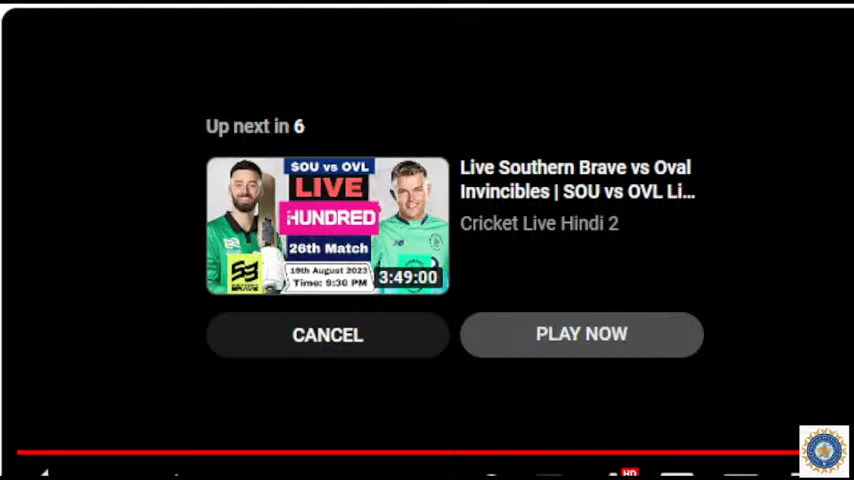 Up next in 6
SOU vs OVL
LIVE
HUNDRED
26th Match
19th August 2023
Time: 9:30 PM
3:49:00
Live Southern Brave vs Oval
Invincibles | SOU vs OVL Li...
Cricket Live Hindi 2
CANCEL
PLAY NOW
HD